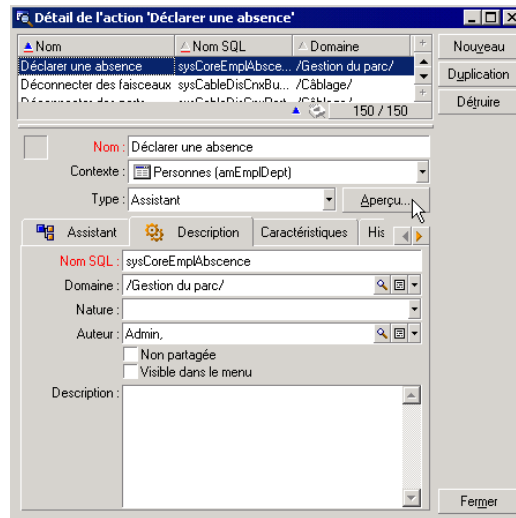 Détail de l'action 'Déclarer une absence'
Nom Nom SQL Domaine
Déclarer une absence sysCoreEmplAbsce... /Gestion du parc/
Déconnecter des faisceaux sysCableDisCnxBu... /Câblage/
150 / 150
Nouveau
Duplication
Détruire
Nom : Déclarer une absence
Contexte : Personnes (amEmplDept)
Type : Assistant Aperçu...
Assistant Description Caractéristiques His
Nom SQL : sysCoreEmplAbscence
Domaine : /Gestion du parc/
Nature :
Auteur : Admin,
Non partagée
Visible dans le menu
Description :
Fermer